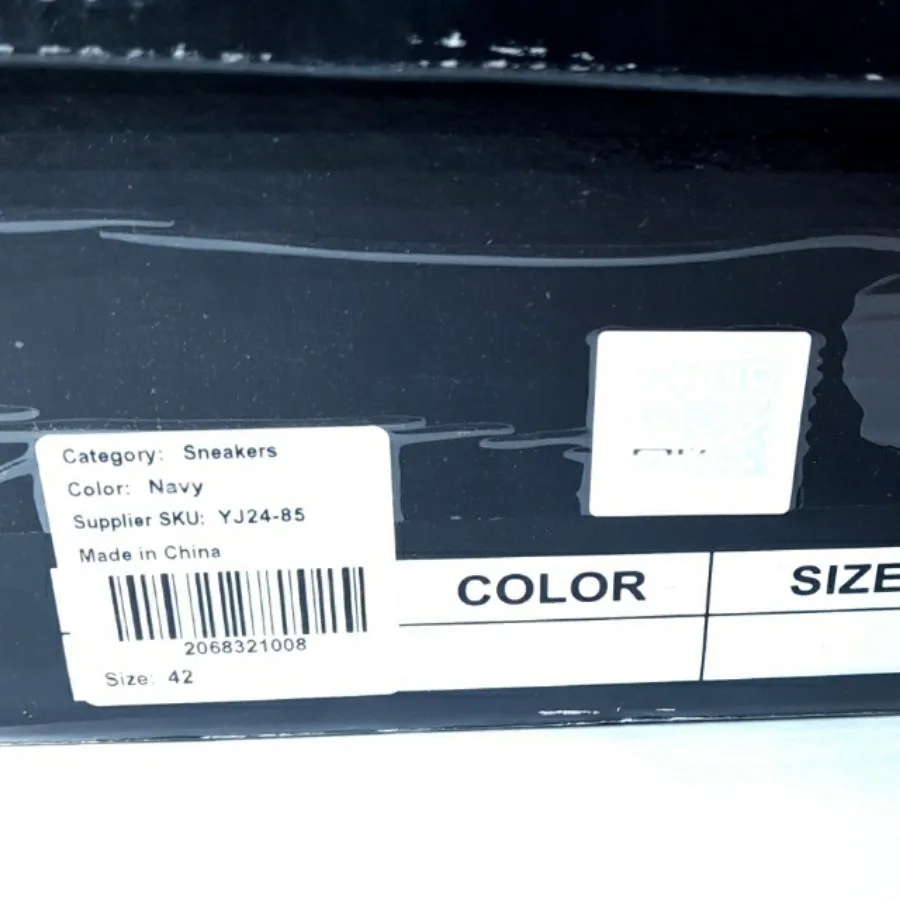 Category: Sneakers
Color: Navy
Supplier SKU: YJ24-85
Made in China
2068321008
Size: 42
COLOR
SIZE